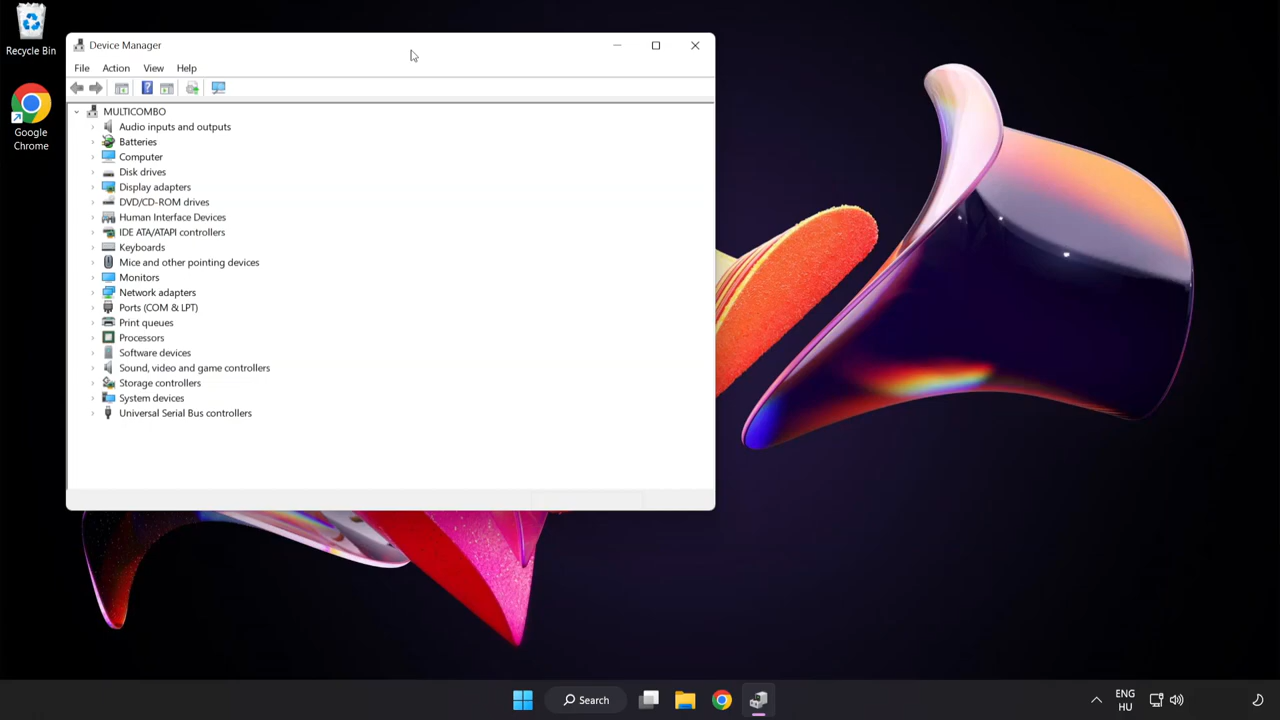 Recycle Bin
Google
Chrome
Device Manager
File Action View Help
MULTICOMBO
Audio inputs and outputs
Batteries
Computer
Disk drives
Display adapters
DVD/CD-ROM drives
Human Interface Devices
IDE ATA/ATAPI controllers
Keyboards
Mice and other pointing devices
Monitors
Network adapters
Ports (COM & LPT)
Print queues
Processors
Software devices
Sound, video and game controllers
Storage controllers
System devices
Universal Serial Bus controllers
Search
ENG
HU